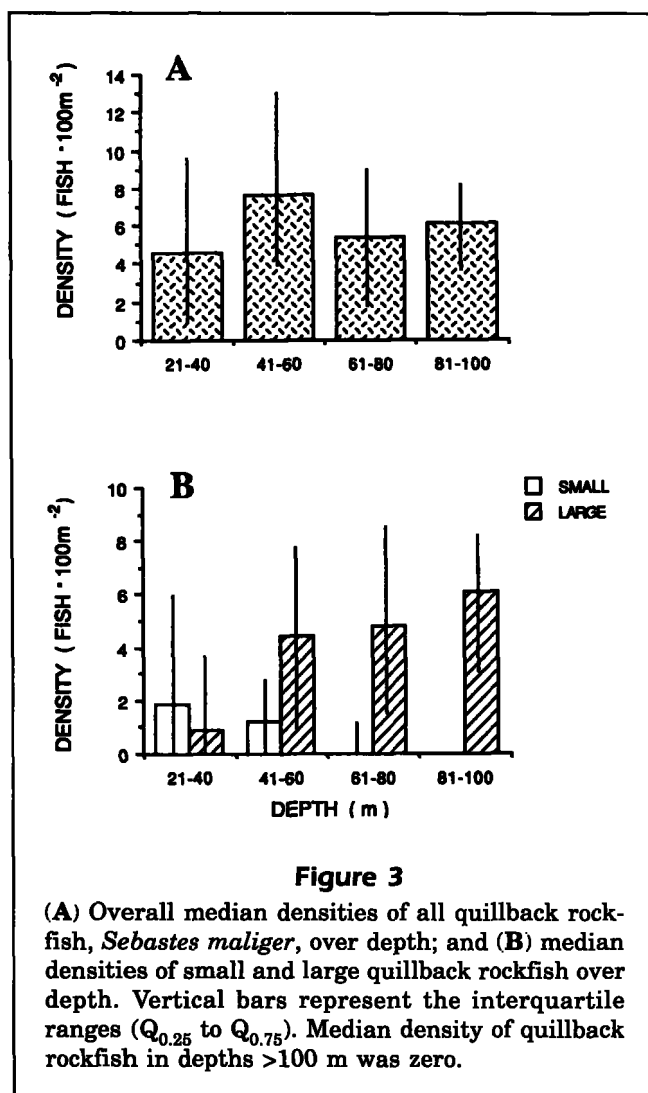 A
DENSITY ( FISH · 100m⁻²)
14
12
10
8
6
4
2
0
21-40 41-60 61-80 81-100
B
SMALL
LARGE
DENSITY ( FISH · 100m⁻²)
10
8
6
4
2
0
21-40 41-60 61-80 81-100
DEPTH ( m )
Figure 3
(A) Overall median densities of all quillback rock-
fish, Sebastes maliger, over depth; and (B) median
densities of small and large quillback rockfish over
depth. Vertical bars represent the interquartile
ranges (Q₀.₂₅ to Q₀.₇₅). Median density of quillback
rockfish in depths >100 m was zero.